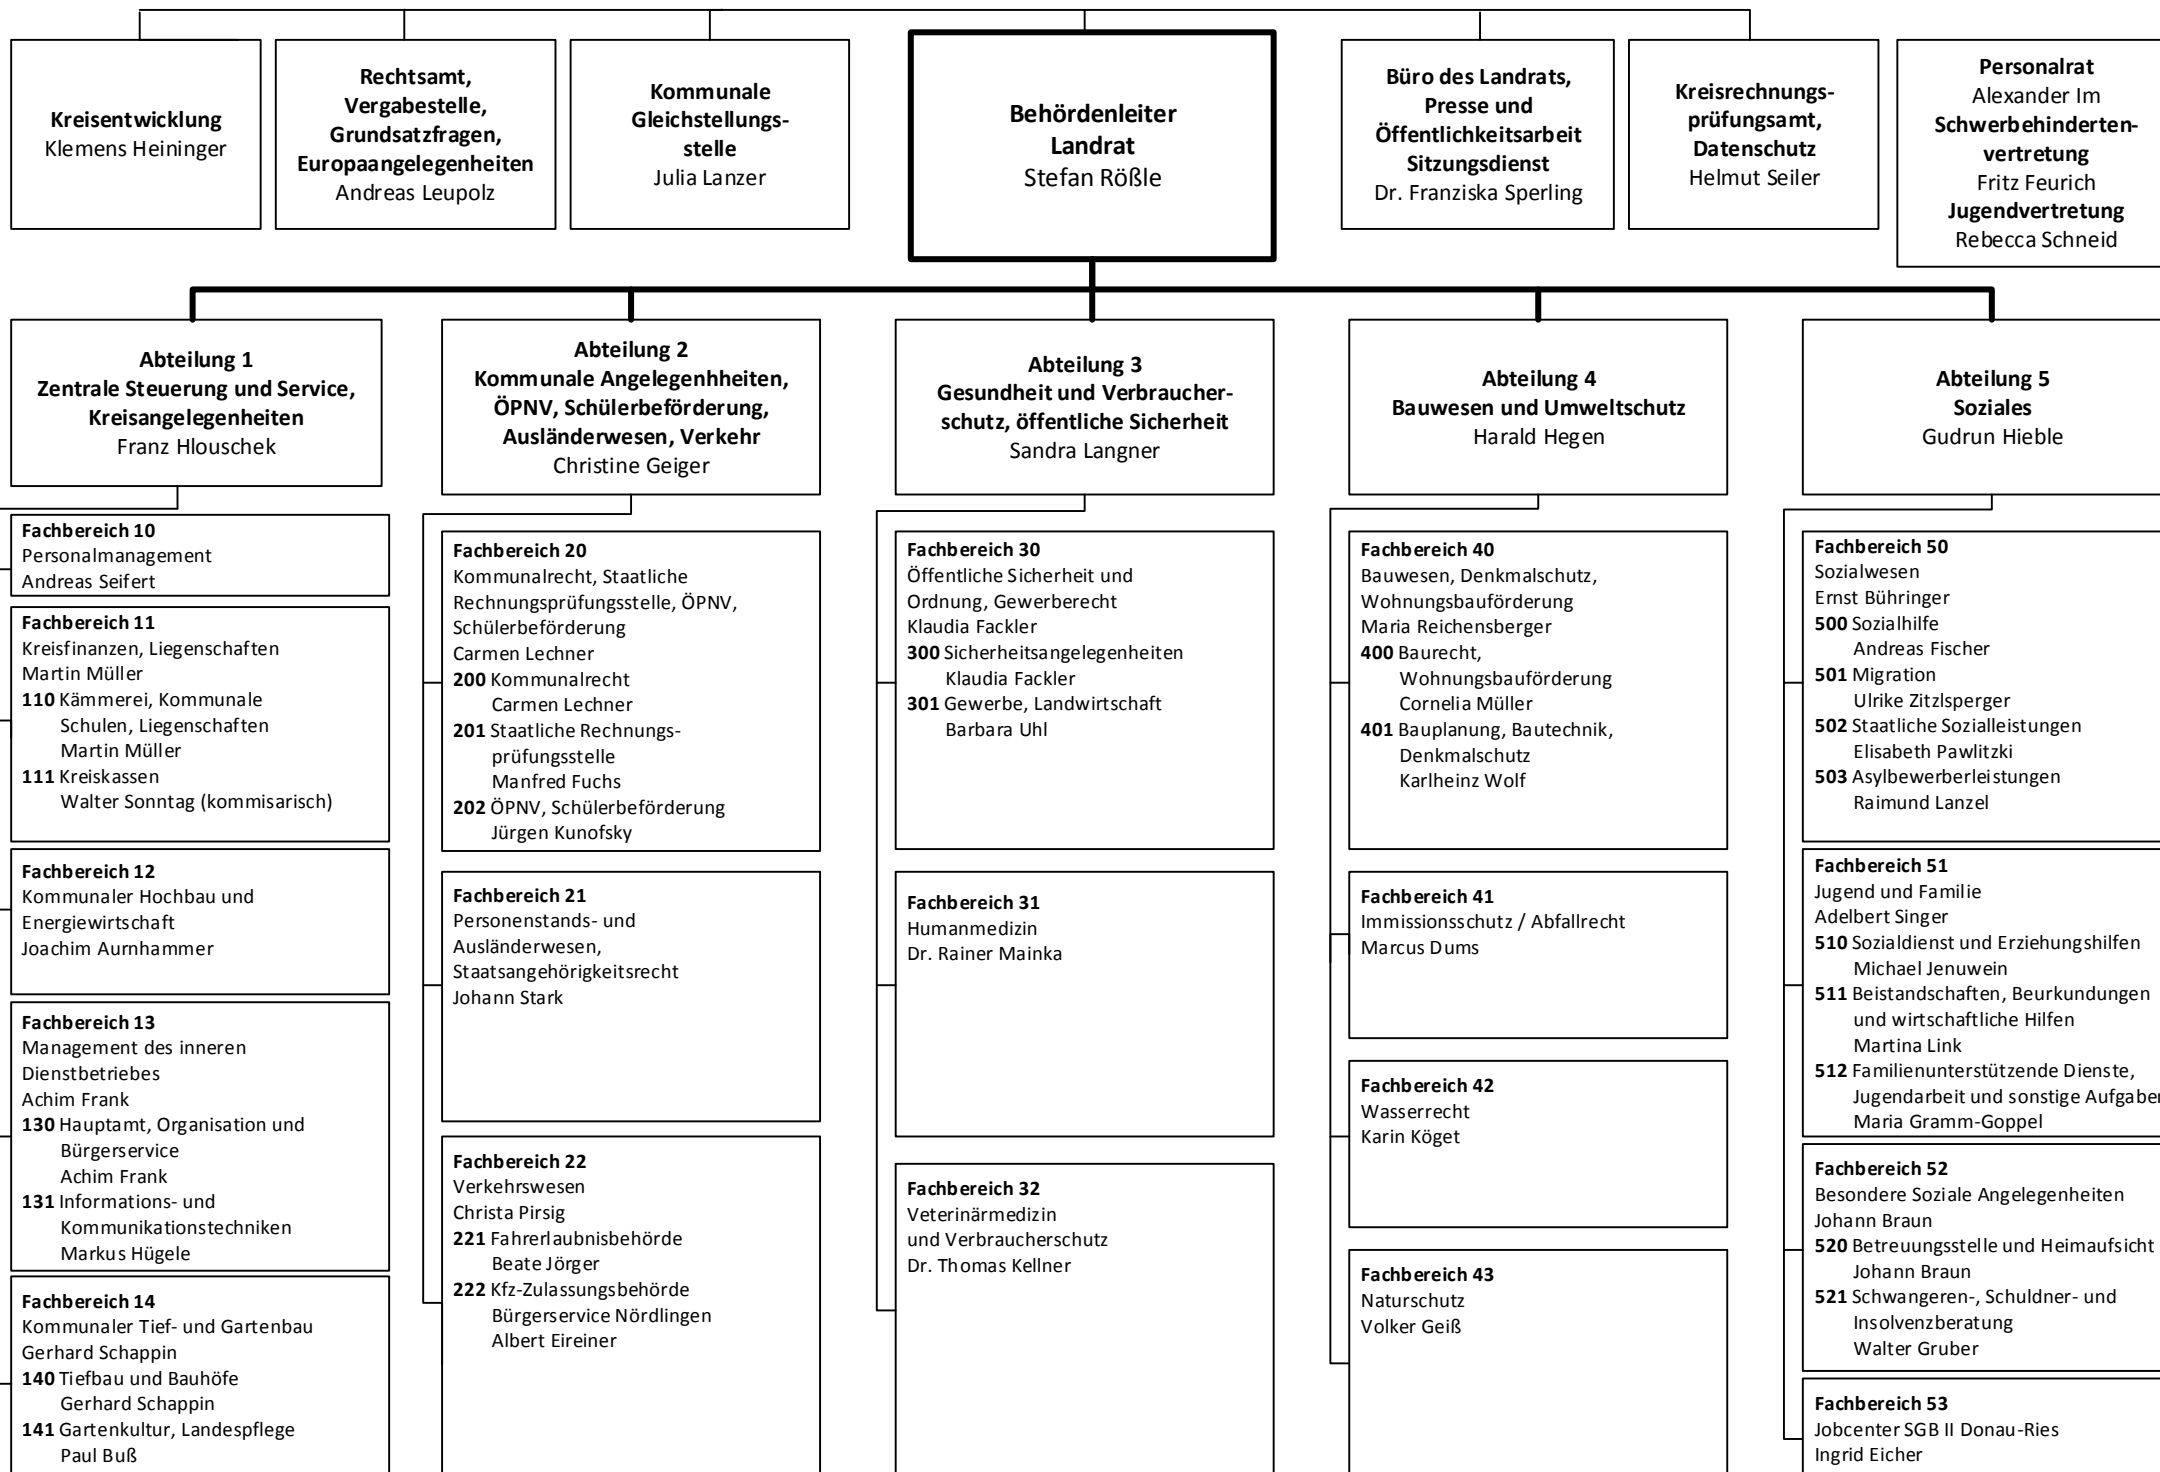 Kreisentwicklung
Klemens Heininger
Rechtsamt,
Vergabestelle,
Grundsatzfragen,
Europaangelegenheiten
Andreas Leupolz
Kommunale
Gleichstellungs-
stelle
Julia Lanzer
Behördenleiter
Landrat
Stefan Rößle
Büro des Landrats,
Presse und
Öffentlichkeitsarbeit
Sitzungsdienst
Dr. Franziska Sperling
Kreisrechnungs-
prüfungsamt,
Datenschutz
Helmut Seiler
Personalrat
Alexander Im
Schwerbehinderten-
vertretung
Fritz Feurich
Jugendvertretung
Rebecca Schneid
Abteilung 1
Zentrale Steuerung und Service,
Kreisangelegenheiten
Franz Hlouschek
Abteilung 2
Kommunale Angelegenhheiten,
ÖPNV, Schülerbeförderung,
Ausländerwesen, Verkehr
Christine Geiger
Abteilung 3
Gesundheit und Verbraucher-
schutz, öffentliche Sicherheit
Sandra Langner
Abteilung 4
Bauwesen und Umweltschutz
Harald Hegen
Abteilung 5
Soziales
Gudrun Hieble
Fachbereich 10
Personalmanagement
Andreas Seifert
Fachbereich 11
Kreisfinanzen, Liegenschaften
Martin Müller
110 Kämmerei, Kommunale
Schulen, Liegenschaften
Martin Müller
111 Kreiskassen
Walter Sonntag (kommisarisch)
Fachbereich 12
Kommunaler Hochbau und
Energiewirtschaft
Joachim Aurnhammer
Fachbereich 13
Management des inneren
Dienstbetriebes
Achim Frank
130 Hauptamt, Organisation und
Bürgerservice
Achim Frank
131 Informations- und
Kommunikationstechniken
Markus Hügele
Fachbereich 14
Kommunaler Tief- und Gartenbau
Gerhard Schappin
140 Tiefbau und Bauhöfe
Gerhard Schappin
141 Gartenkultur, Landespflege
Paul Buß
Fachbereich 20
Kommunalrecht, Staatliche
Rechnungsprüfungsstelle, ÖPNV,
Schülerbeförderung
Carmen Lechner
200 Kommunalrecht
Carmen Lechner
201 Staatliche Rechnungs-
prüfungsstelle
Manfred Fuchs
202 ÖPNV, Schülerbeförderung
Jürgen Kunofsky
Fachbereich 21
Personenstands- und
Ausländerwesen,
Staatsangehörigkeitsrecht
Johann Stark
Fachbereich 22
Verkehrswesen
Christa Pirsig
221 Fahrerlaubnisbehörde
Beate Jörger
222 Kfz-Zulassungsbehörde
Bürgerservice Nördlingen
Albert Eireiner
Fachbereich 30
Öffentliche Sicherheit und
Ordnung, Gewerberecht
Klaudia Fackler
300 Sicherheitsangelegenheiten
Klaudia Fackler
301 Gewerbe, Landwirtschaft
Barbara Uhl
Fachbereich 31
Humanmedizin
Dr. Rainer Mainka
Fachbereich 32
Veterinärmedizin
und Verbraucherschutz
Dr. Thomas Kellner
Fachbereich 40
Bauwesen, Denkmalschutz,
Wohnungsbauförderung
Maria Reichensberger
400 Baurecht,
Wohnungsbauförderung
Cornelia Müller
401 Bauplanung, Bautechnik,
Denkmalschutz
Karlheinz Wolf
Fachbereich 41
Immissionsschutz / Abfallrecht
Marcus Dums
Fachbereich 42
Wasserrecht
Karin Köget
Fachbereich 43
Naturschutz
Volker Geiß
Fachbereich 50
Sozialwesen
Ernst Bühringer
500 Sozialhilfe
Andreas Fischer
501 Migration
Ulrike Zitzlsperger
502 Staatliche Sozialleistungen
Elisabeth Pawlitzki
503 Asylbewerberleistungen
Raimund Lanzel
Fachbereich 51
Jugend und Familie
Adelbert Singer
510 Sozialdienst und Erziehungshilfen
Michael Jenuwein
511 Beistandschaften, Beurkundungen
und wirtschaftliche Hilfen
Martina Link
512 Familienunterstützende Dienste,
Jugendarbeit und sonstige Aufgaben
Maria Gramm-Goppel
Fachbereich 52
Besondere Soziale Angelegenheiten
Johann Braun
520 Betreuungsstelle und Heimaufsicht
Johann Braun
521 Schwangeren-, Schuldner- und
Insolvenzberatung
Walter Gruber
Fachbereich 53
Jobcenter SGB II Donau-Ries
Ingrid Eicher